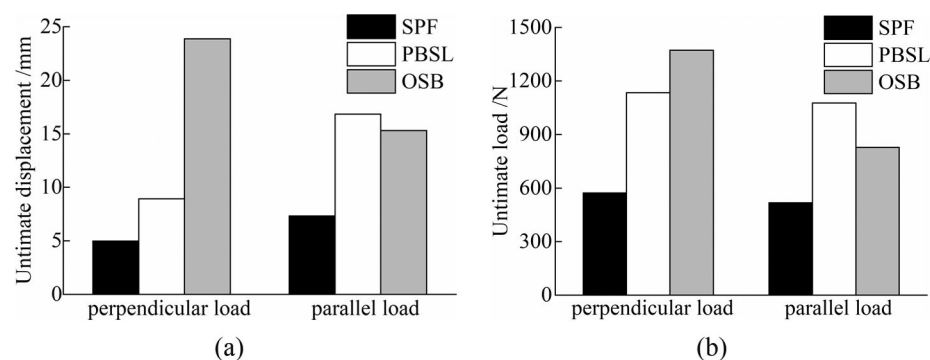 Untimate displacement /mm
25
20
15
10
5
0
SPF
PBSL
OSB
perpendicular load
parallel load
(a)
Untimate load /N
1500
1200
900
600
300
0
SPF
PBSL
OSB
perpendicular load
parallel load
(b)